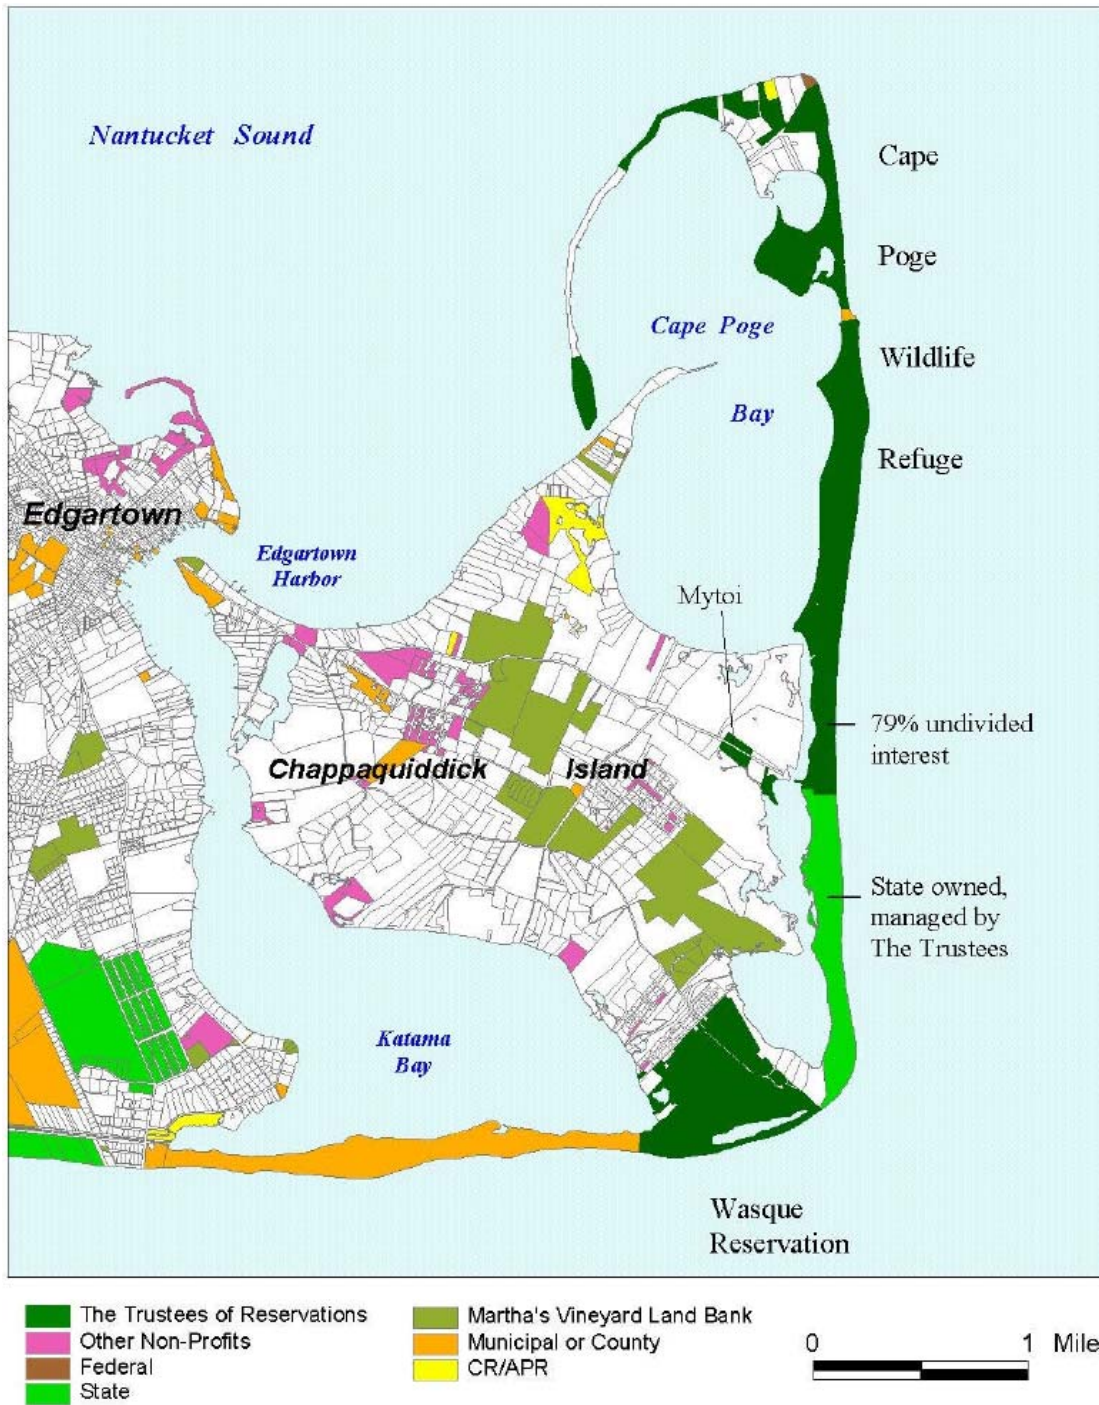 Nantucket Sound
Cape
Poge
Cape Poge
Wildlife
Bay
Refuge
Edgartown
Edgartown
Harbor
Mytoi
79% undivided
interest
Chappaquiddick Island
State owned,
managed by
The Trustees
Katama
Bay
Wasque
Reservation
The Trustees of Reservations
Other Non-Profits
Federal
State
Martha's Vineyard Land Bank
Municipal or County
CR/APR
0 1 Mile